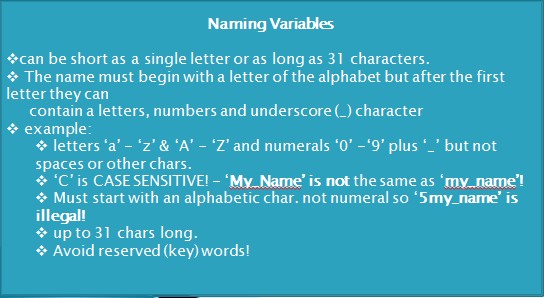 Naming Variables
❖can be short as a single letter or as long as 31 characters.
❖ The name must begin with a letter of the alphabet but after the first
letter they can
contain a letters, numbers and underscore (_) character
❖ example:
❖ letters ‘a’ – ‘z’ & ‘A’ – ‘Z’ and numerals ‘0’ –‘9’ plus ‘_’ but not
spaces or other chars.
❖ ‘C’ is CASE SENSITIVE! – ‘My_Name’ is not the same as ‘my_name’!
❖ Must start with an alphabetic char. not numeral so ‘5my_name’ is
illegal!
❖ up to 31 chars long.
❖ Avoid reserved (key) words!